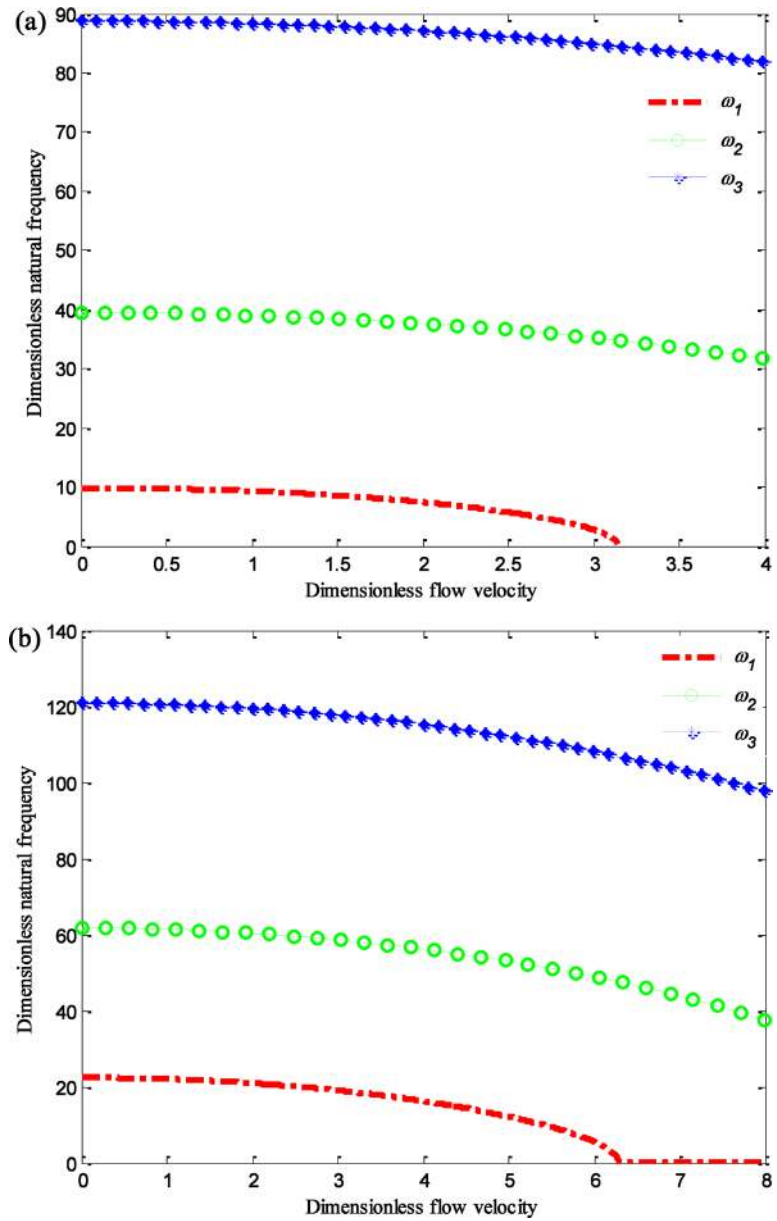 (a)
90
80
70
60
50
40
30
20
10
0
Dimensionless natural frequency
ω1
ω2
ω3
0 0.5 1 1.5 2 2.5 3 3.5 4
Dimensionless flow velocity
(b)
140
120
100
80
60
40
20
0
Dimensionless natural frequency
ω1
ω2
ω3
0 1 2 3 4 5 6 7 8
Dimensionless flow velocity